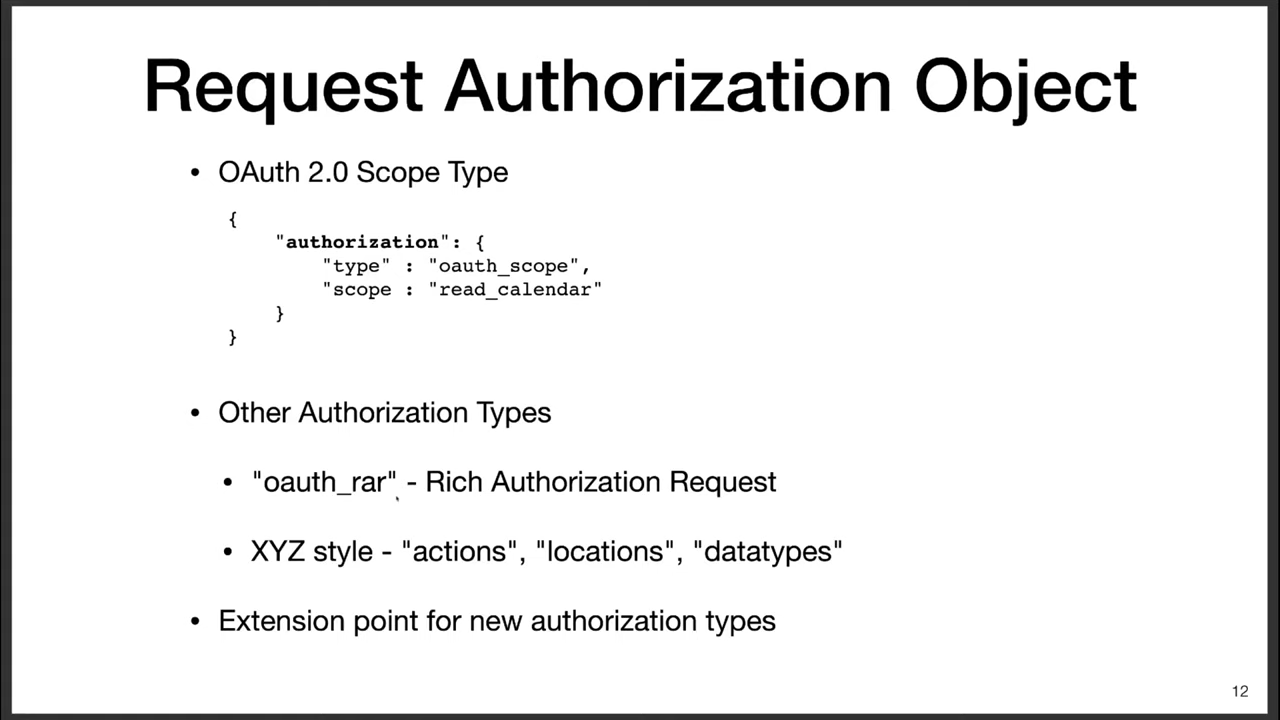 Request Authorization Object
• OAuth 2.0 Scope Type
{
"authorization": {
"type" : "oauth_scope",
"scope : "read_calendar"
}
}
• Other Authorization Types
• "oauth_rar" - Rich Authorization Request
• XYZ style - "actions", "locations", "datatypes"
• Extension point for new authorization types
12